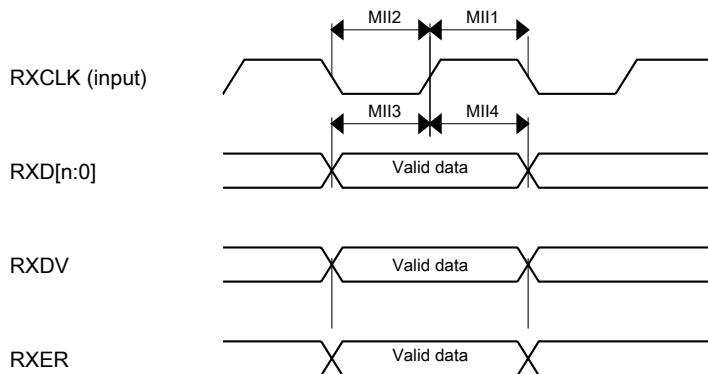 MII2 MII1
RXCLK (input)
MII3 MII4
RXD[n:0] Valid data
RXDV Valid data
RXER Valid data